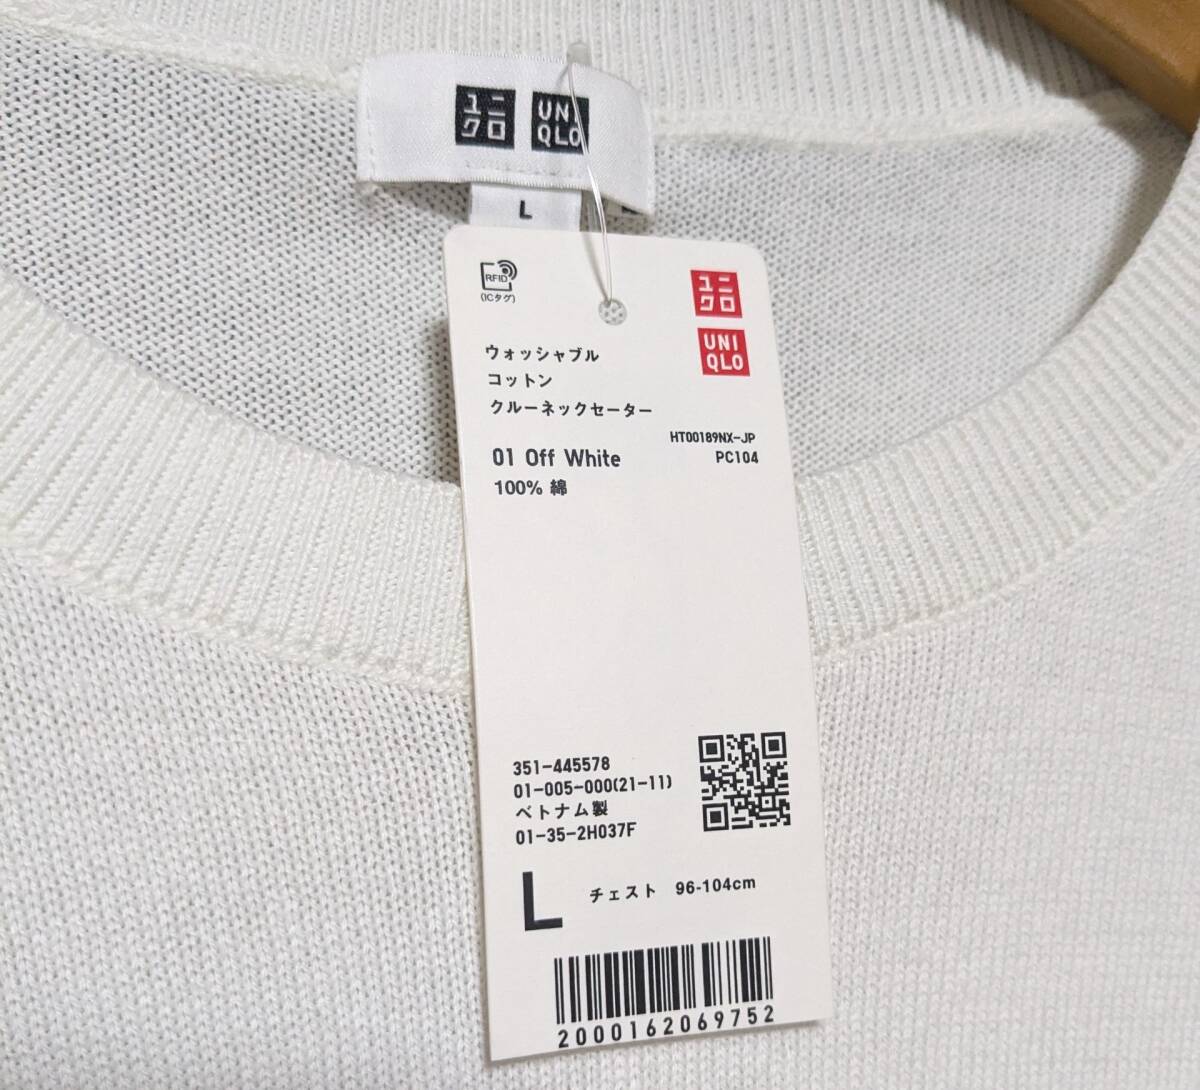 ユニ
クロ
UNI
QLO
L
RFID
(ICタグ)
ユニ
クロ
UNI
QLO
ウォッシャブル
コットン
クルーネックセーター
HT00189NX-JP
01 Off White
PC104
100% 綿
351-445578
01-005-000(21-11)
ベトナム製
01-35-2H037F
L
チェスト 96-104cm
2000162069752